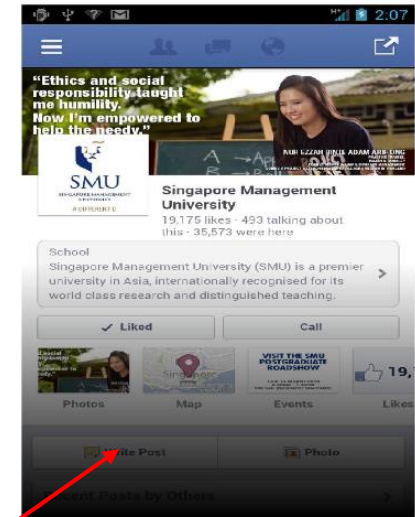 2:07
"Ethics and social
responsibility taught
me humility.
Now I'm empowered to
help the needy."
SMU
SINGAPORE MANAGEMENT
UNIVERSITY
Singapore Management
University
19,175 likes · 493 talking about
this · 35,573 were here
School
Singapore Management University (SMU) is a premier
university in Asia, internationally recognised for its
world class research and distinguished teaching.
✓ Liked
Call
Singapore
VISIT THE SMU
POSTGRADUATE
ROADSHOW
19,
Photos
Map
Events
Likes
Write Post
Photo
Recent Posts by Others